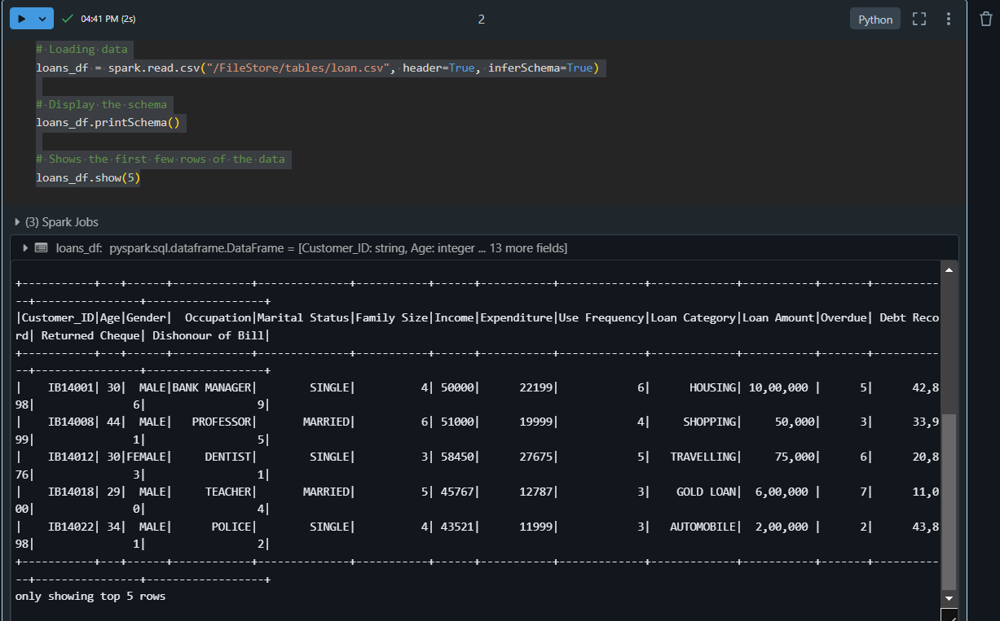 04:41 PM (2s)
2
Python
# Loading data
loans_df = spark.read.csv("/FileStore/tables/loan.csv", header=True, inferSchema=True)
# Display the schema
loans_df.printSchema()
# Shows the first few rows of the data
loans_df.show(5)
(3) Spark Jobs
loans_df: pyspark.sql.dataframe.DataFrame = [Customer_ID: string, Age: integer ... 13 more fields]
+-----------+---+------+------------+--------------+-----------+------+-----------+-------------+-------------+-----------+-------+----------
--+----------------+------------------+
|Customer_ID|Age|Gender|  Occupation|Marital Status|Family Size|Income|Expenditure|Use Frequency|Loan Category|Loan Amount|Overdue| Debt Reco
rd| Returned Cheque| Dishonour of Bill|
+-----------+---+------+------------+--------------+-----------+------+-----------+-------------+-------------+-----------+-------+----------
--+----------------+------------------+
|    IB14001| 30|  MALE|BANK MANAGER|        SINGLE|          4| 50000|      22199|            6|      HOUSING| 10,00,000 |      5|      42,8
98|               6|                 9|
|    IB14008| 44|  MALE|   PROFESSOR|       MARRIED|          6| 51000|      19999|            4|     SHOPPING|     50,000|      3|      33,9
99|               1|                 5|
|    IB14012| 30|FEMALE|     DENTIST|        SINGLE|          3| 58450|      27675|            5|   TRAVELLING|     75,000|      6|      20,8
76|               3|                 1|
|    IB14018| 29|  MALE|     TEACHER|       MARRIED|          5| 45767|      12787|            3|    GOLD LOAN|  6,00,000 |      7|      11,0
00|               0|                 4|
|    IB14022| 34|  MALE|      POLICE|        SINGLE|          4| 43521|      11999|            3|   AUTOMOBILE|  2,00,000 |      2|      43,8
98|               1|                 2|
+-----------+---+------+------------+--------------+-----------+------+-----------+-------------+-------------+-----------+-------+----------
--+----------------+------------------+
only showing top 5 rows